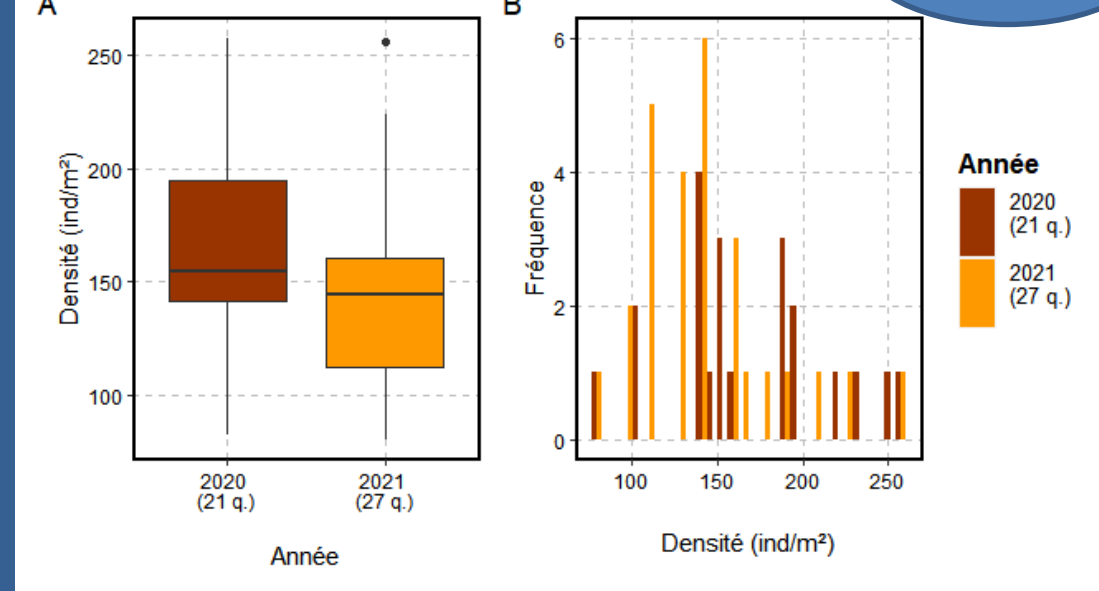 A
250
200
150
100
Densité (ind/m²)
2020
(21 q.)
2021
(27 q.)
Année
B
6
4
2
0
Fréquence
100 150 200 250
Densité (ind/m²)
Année
2020
(21 q.)
2021
(27 q.)